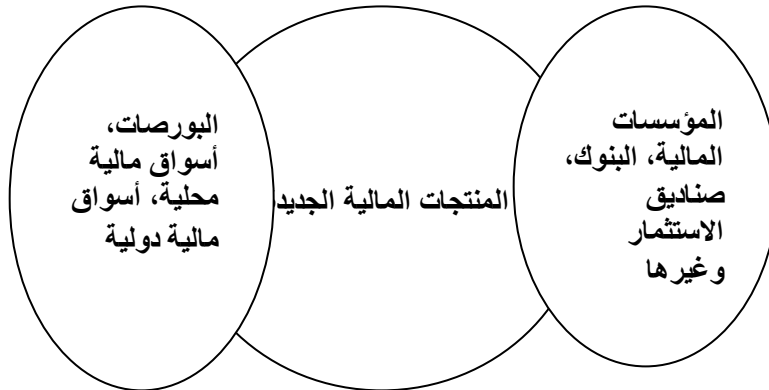 المؤسسات
المالية، البنوك،
صناديق
الاستثمار
وغيرها
المنتجات المالية الجديد
البورصات،
أسواق مالية
محلية، أسواق
مالية دولية